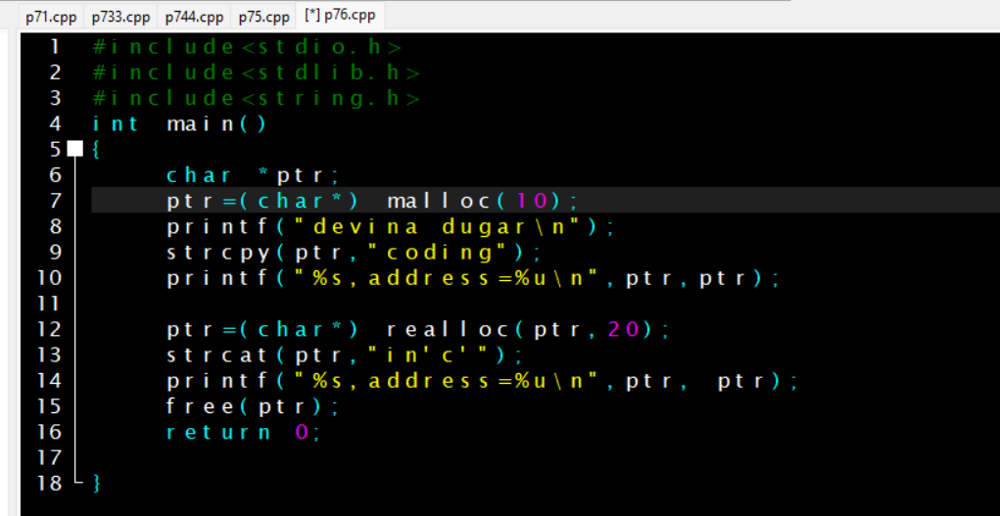 p71.cpp p733.cpp p744.cpp p75.cpp [*] p76.cpp
1 #include<stdio.h>
2 #include<stdlib.h>
3 #include<string.h>
4 int main()
5 {
6 char *ptr;
7 ptr=(char*) malloc(10);
8 printf("devina dugar\n");
9 strcpy(ptr,"coding");
10 printf("%s,address=%u\n",ptr,ptr);
11
12 ptr=(char*) realloc(ptr,20);
13 strcat(ptr,"in'c'");
14 printf("%s,address=%u\n",ptr, ptr);
15 free(ptr);
16 return 0;
17
18 }